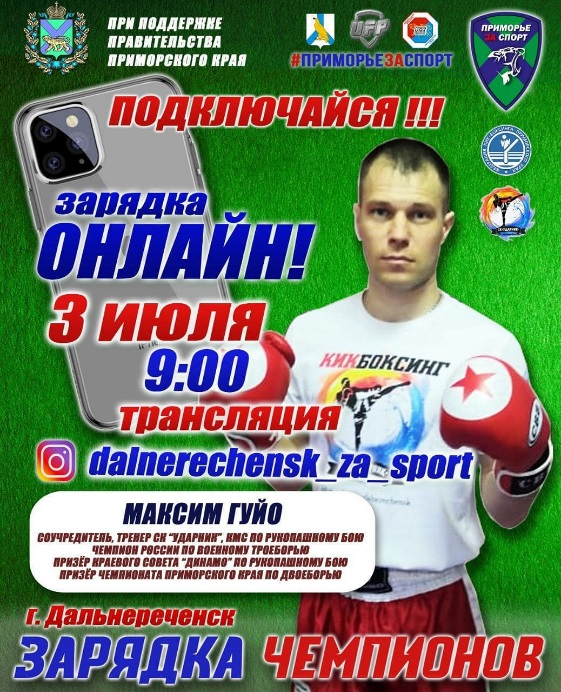 ПРИ ПОДДЕРЖКЕ
ПРАВИТЕЛЬСТВА
ПРИМОРСКОГО КРАЯ
UFP
#ПРИМОРЬЕЗАСПОРТ
ПРИМОРЬЕ
ЗА СПОРТ
ПОДКЛЮЧАЙСЯ !!!
зарядка
ОНЛАЙН!
3 ИЮЛЯ
9:00
трансляция
dalnerechensk_za_sport
КИКБОКСИНГ
МАКСИМ ГУЙО
СОУЧРЕДИТЕЛЬ, ТРЕНЕР СК "УДАРНИК", КМС ПО РУКОПАШНОМУ БОЮ
ЧЕМПИОН РОССИИ ПО ВОЕННОМУ ТРОЕБОРЬЮ
ПРИЗЁР КРАЕВОГО СОВЕТА "ДИНАМО" ПО РУКОПАШНОМУ БОЮ
ПРИЗЁР ЧЕМПИОНАТА ПРИМОРСКОГО КРАЯ ПО ДВОЕБОРЬЮ
г. Дальнереченск
ЗАРЯДКА ЧЕМПИОНОВ